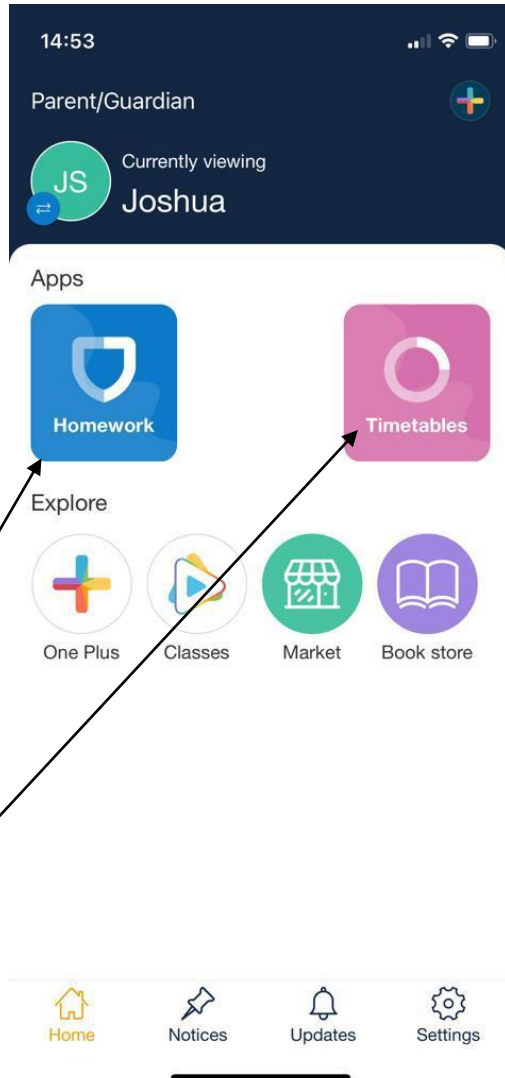 14:53
Parent/Guardian
JS
Currently viewing
Joshua
Apps
Homework Timetables
Explore
One Plus Classes Market Book store
Home Notices Updates Settings